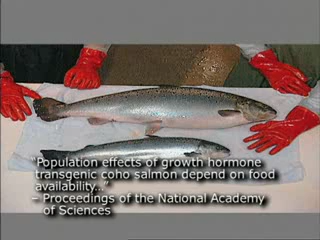 “Population effects of growth hormone
transgenic coho salmon depend on food
availability...”
– Proceedings of the National Academy
of Sciences